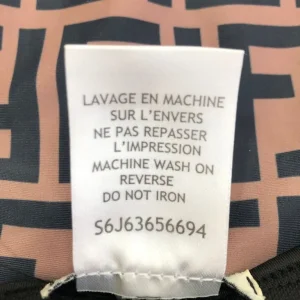 LAVAGE EN MACHINE
SUR L'ENVERS
NE PAS REPASSER
L'IMPRESSION
MACHINE WASH ON
REVERSE
DO NOT IRON
S6J63656694